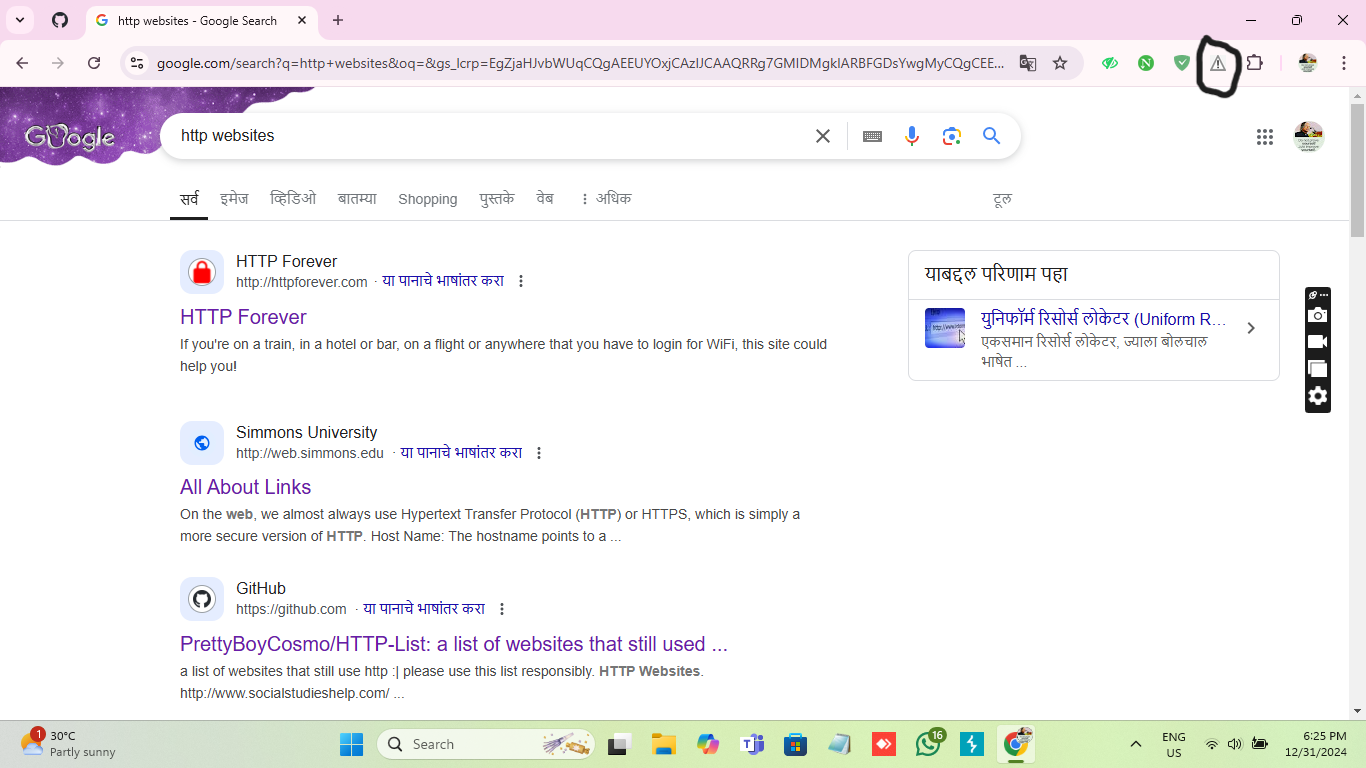 http websites - Google Search
google.com/search?q=http+websites&oq=&gs_lcrp=EgZjaHJvbWUqCQgAEEUYOxjCAzIJCAAQRRg7GMIDMgkIARBFGDsYwgMyCQgCEE...
Google
http websites
सर्व इमेज व्हिडिओ बातम्या Shopping पुस्तके वेब अधिक टूल
HTTP Forever
http://httpforever.com · या पानाचे भाषांतर करा
HTTP Forever
If you're on a train, in a hotel or bar, on a flight or anywhere that you have to login for WiFi, this site could
help you!
याबद्दल परिणाम पहा
युनिफॉर्म रिसोर्स लोकेटर (Uniform R...
एकसमान रिसोर्स लोकेटर, ज्याला बोलचाल
भाषेत ...
Simmons University
http://web.simmons.edu · या पानाचे भाषांतर करा
All About Links
On the web, we almost always use Hypertext Transfer Protocol (HTTP) or HTTPS, which is simply a
more secure version of HTTP. Host Name: The hostname points to a ...
GitHub
https://github.com · या पानाचे भाषांतर करा
PrettyBoyCosmo/HTTP-List: a list of websites that still used ...
a list of websites that still use http :| please use this list responsibly. HTTP Websites.
http://www.socialstudieshelp.com/ ...
1
30°C
Partly sunny
Search
16
ENG
US
6:25 PM
12/31/2024